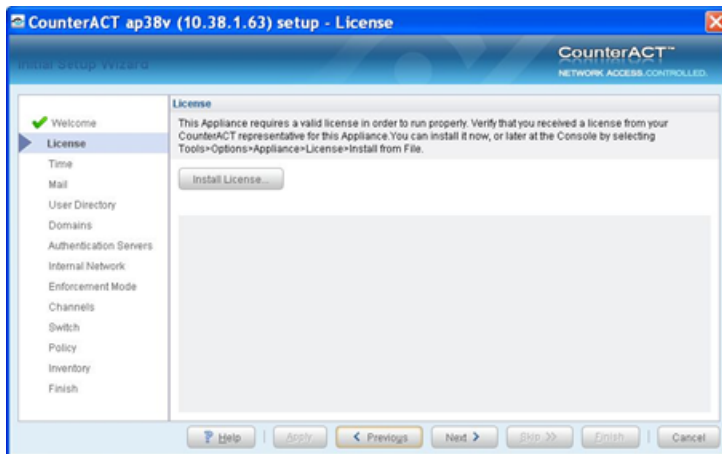 CounterACT ap38v (10.38.1.63) setup - License
Initial Setup Wizard
CounterACT™
NETWORK ACCESS.CONTROLLED.
Welcome
License
Time
Mail
User Directory
Domains
Authentication Servers
Internal Network
Enforcement Mode
Channels
Switch
Policy
Inventory
Finish
License
This Appliance requires a valid license in order to run properly. Verify that you received a license from your
CounterACT representative for this Appliance.You can install it now, or later at the Console by selecting
Tools>Options>Appliance>License>Install from File.
Install License...
? Help
Apply
< Previous
Next >
Skip >>
Finish
Cancel